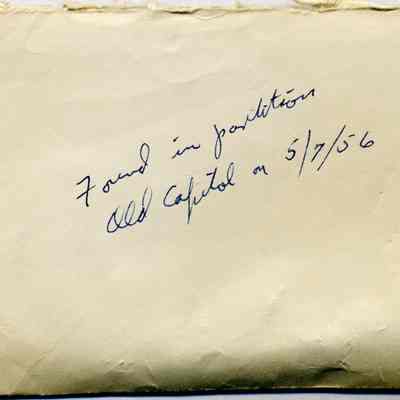 Found in partition
Old Capitol on 5/7/56